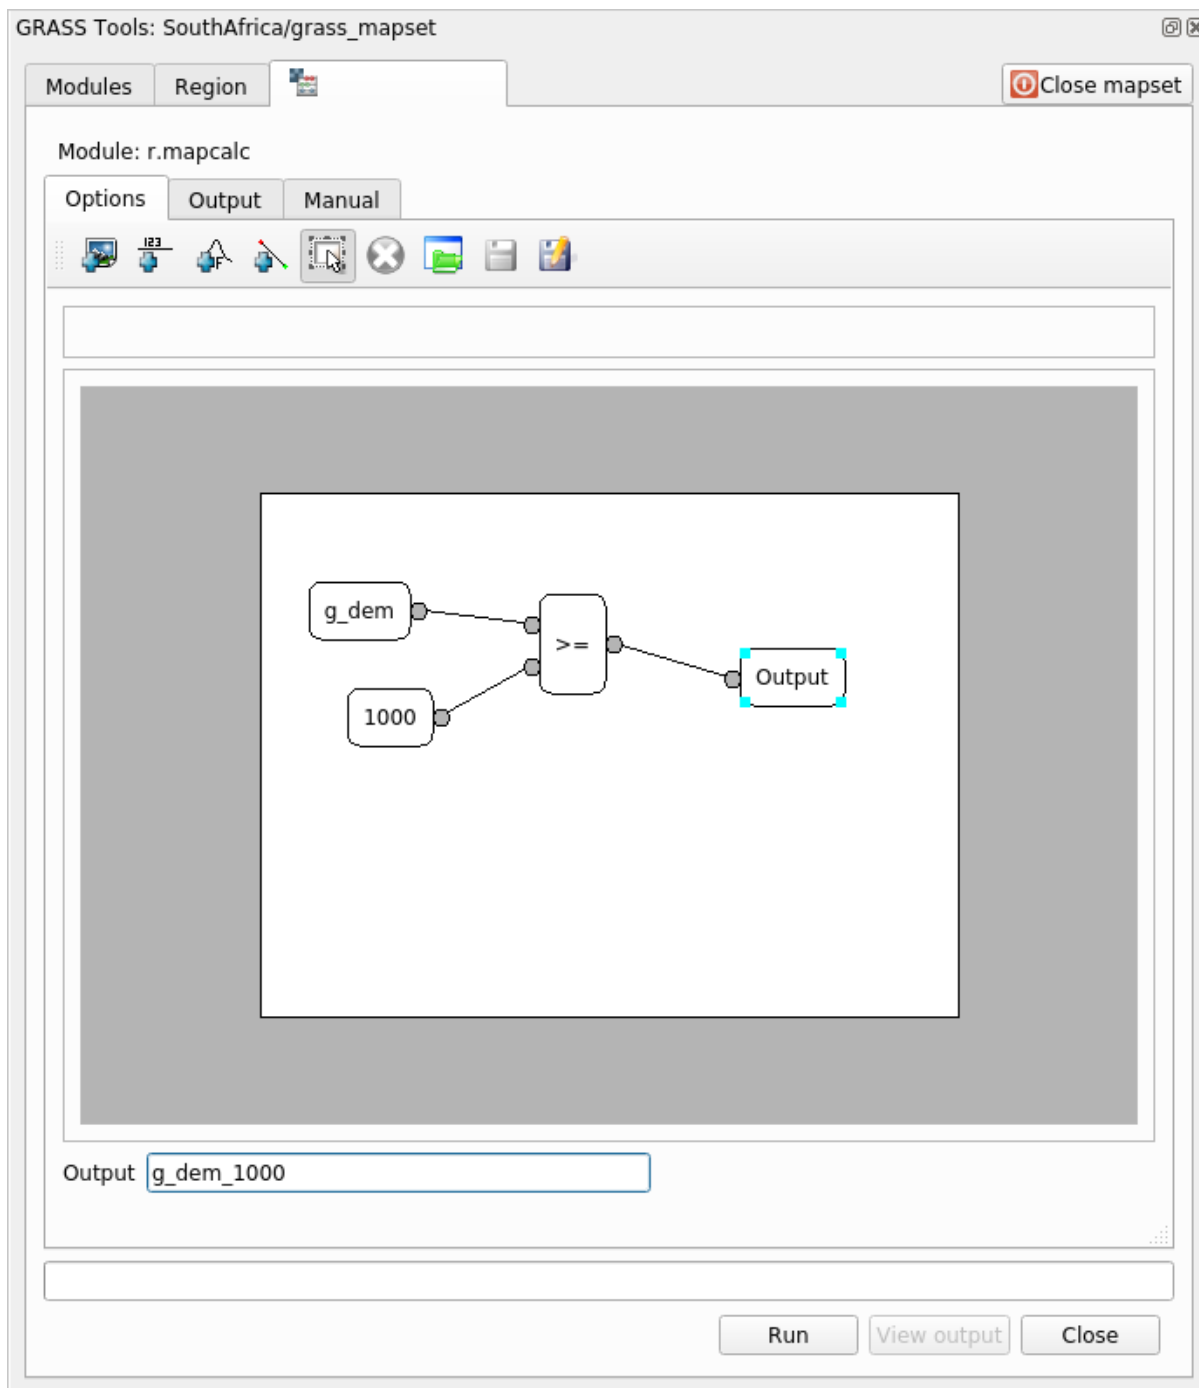 GRASS Tools: SouthAfrica/grass_mapset
Modules Region Close mapset
Module: r.mapcalc
Options Output Manual
123
F
g_dem
>=
Output
1000
Output g_dem_1000
Run View output Close